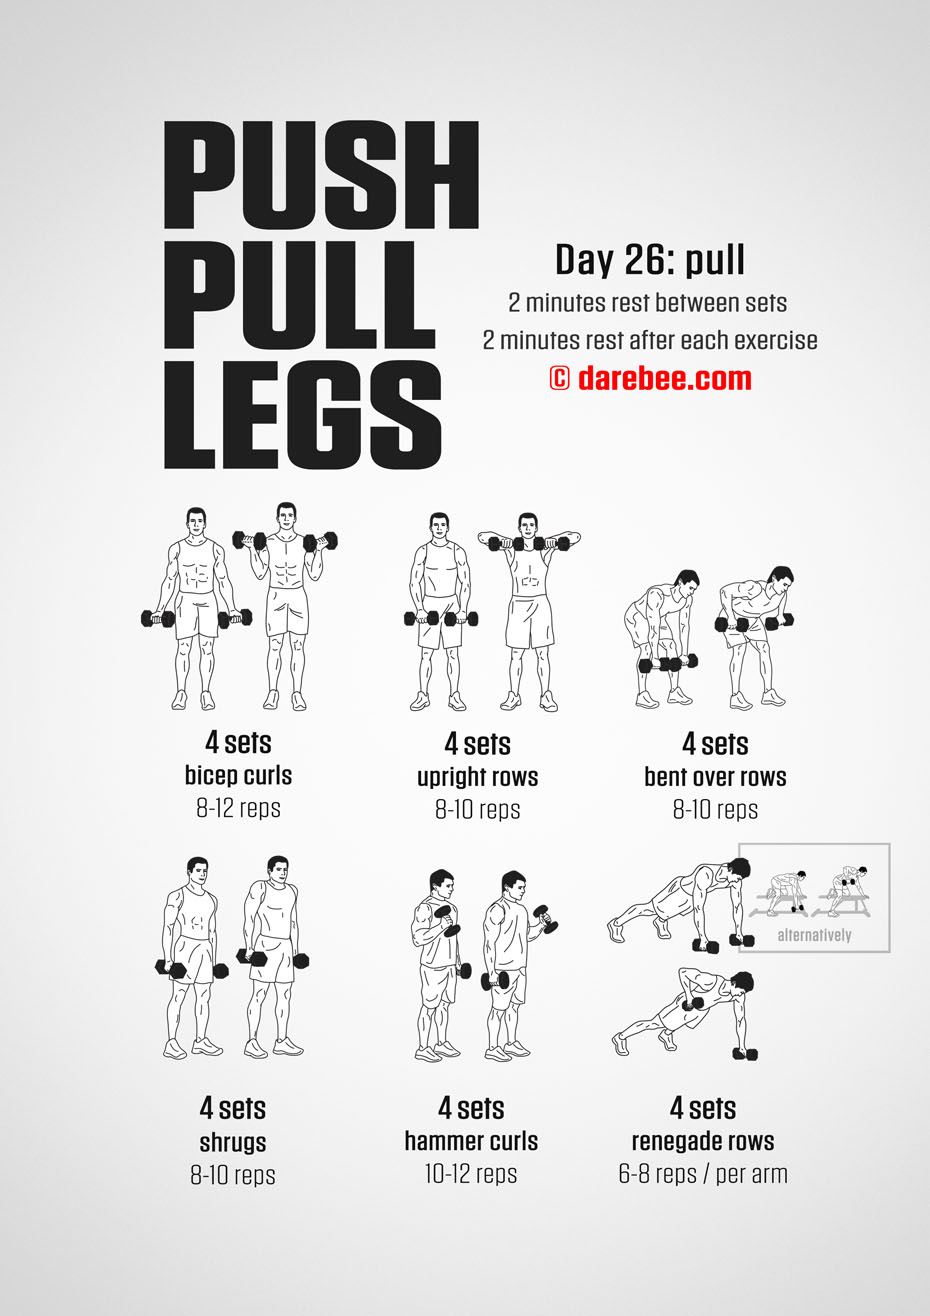 PUSH
PULL
LEGS
Day 26: pull
2 minutes rest between sets
2 minutes rest after each exercise
© darebee.com
4 sets
bicep curls
8-12 reps
4 sets
upright rows
8-10 reps
4 sets
bent over rows
8-10 reps
alternatively
4 sets
shrugs
8-10 reps
4 sets
hammer curls
10-12 reps
4 sets
renegade rows
6-8 reps / per arm